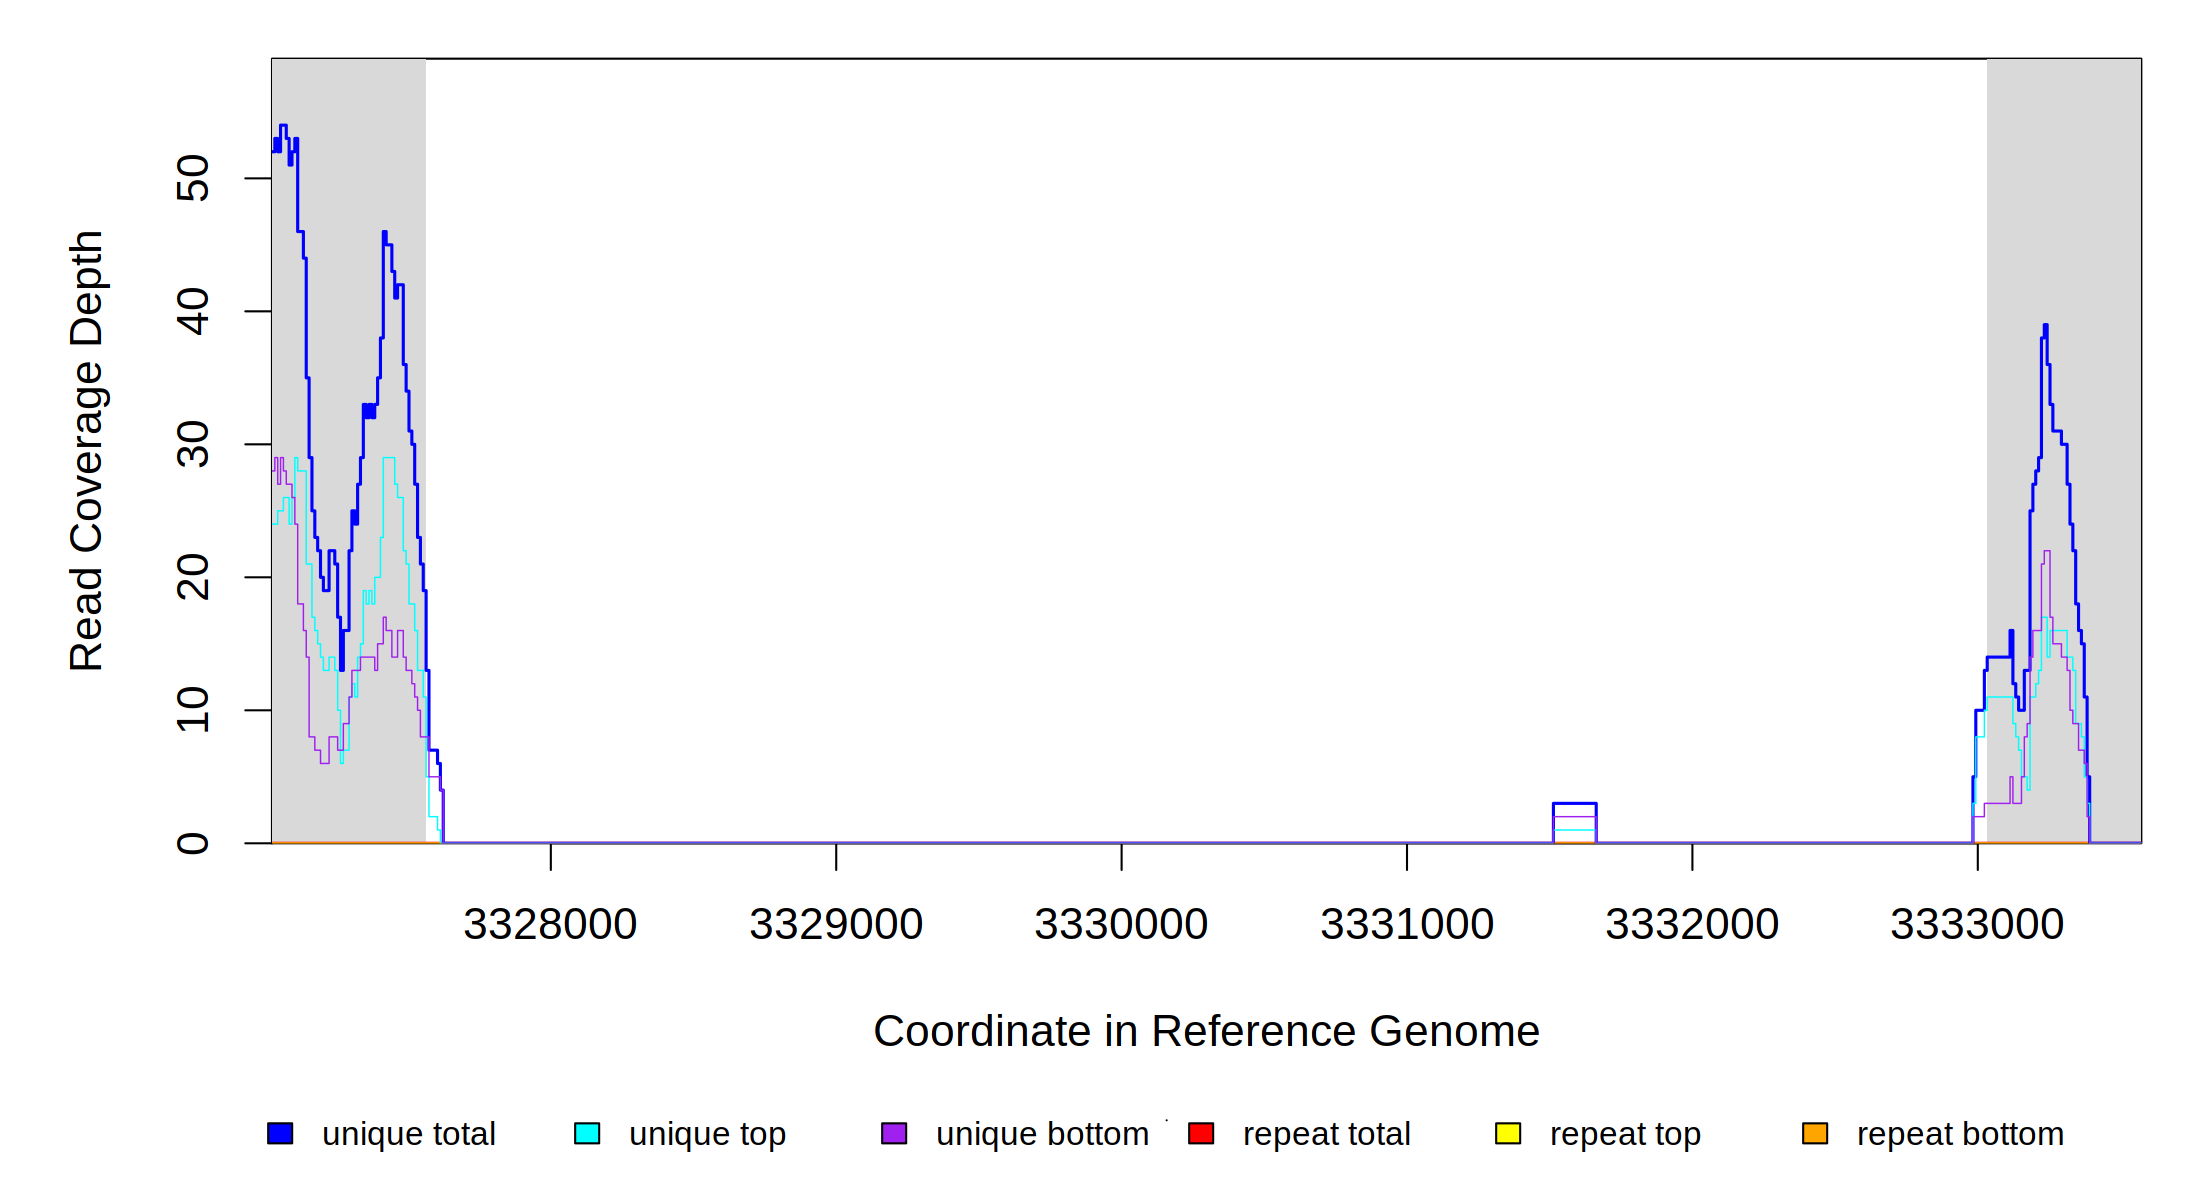 Read Coverage Depth
50
40
30
20
10
0
3328000 3329000 3330000 3331000 3332000 3333000
Coordinate in Reference Genome
unique total unique top unique bottom repeat total repeat top repeat bottom